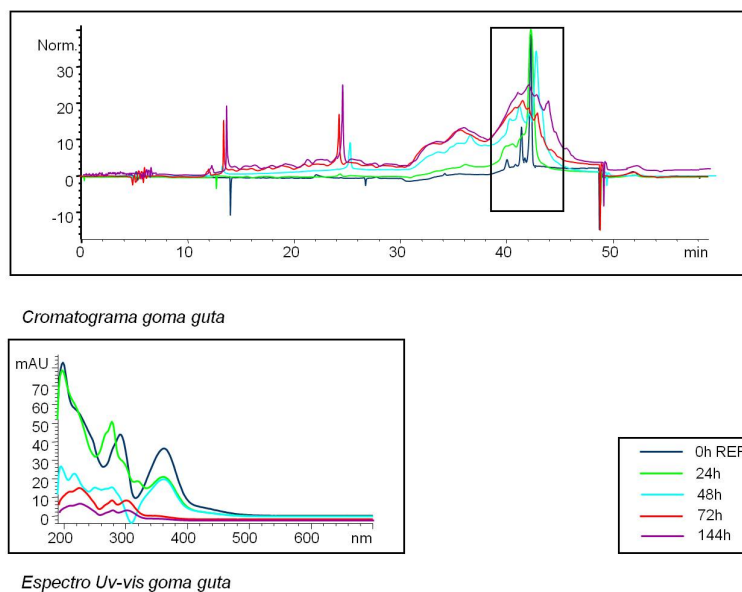 Norm.
30
20
10
0
-10
0 10 20 30 40 50 min
Cromatograma goma guta
mAU
70
60
50
40
30
20
10
0
200 300 400 500 600 nm
0h REF
24h
48h
72h
144h
Espectro Uv-vis goma guta